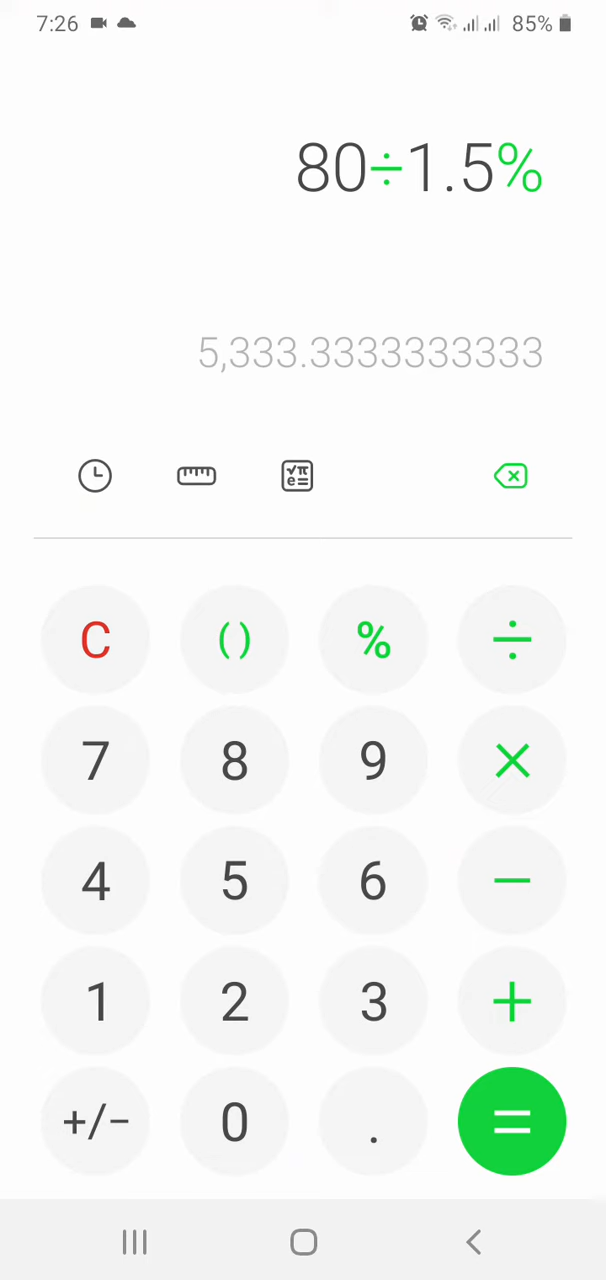 7:26 85%
80÷1.5%
5,333.3333333333
√π
e=
C ( ) % ÷
7 8 9 ×
4 5 6 −
1 2 3 +
+/− 0 . =